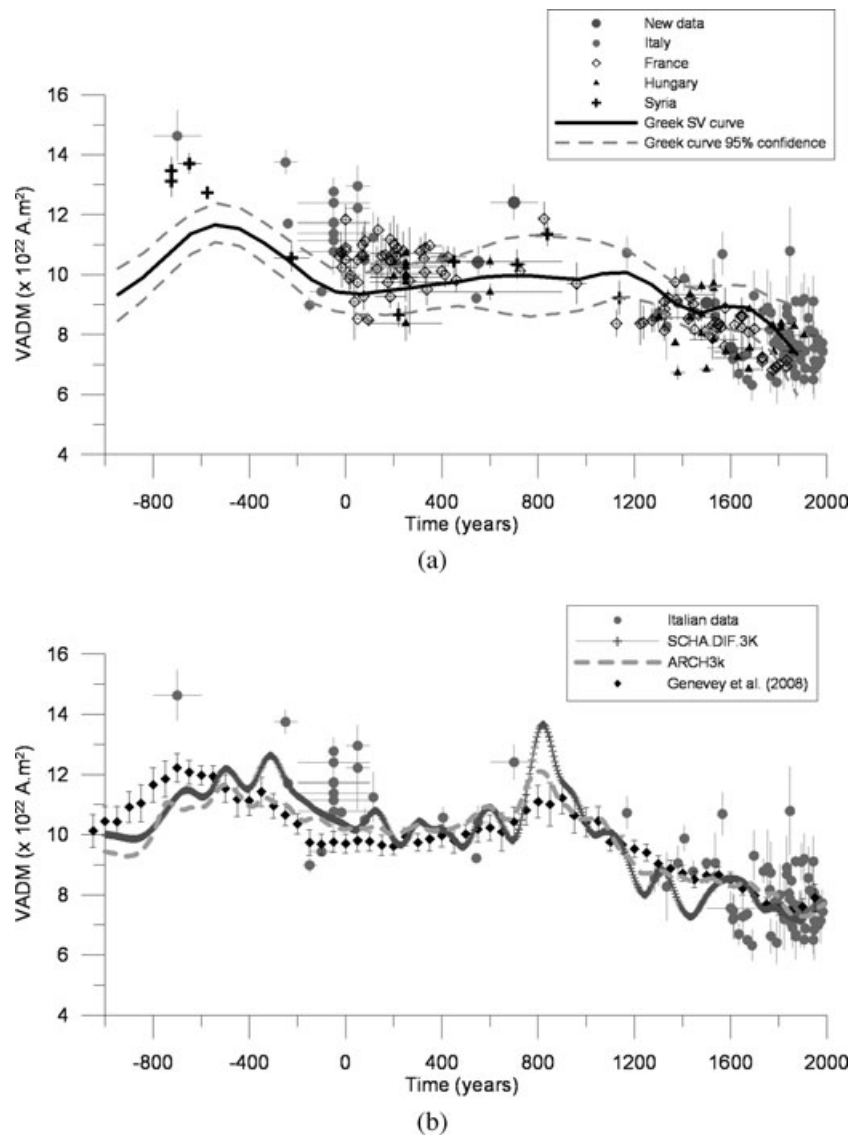 New data
Italy
France
Hungary
Syria
Greek SV curve
Greek curve 95% confidence
16
14
12
10
8
6
4
VADM (x 10²² A.m²)
-800 -400 0 400 800 1200 1600 2000
Time (years)
(a)
Italian data
SCHA.DIF.3K
ARCH3k
Genevey et al. (2008)
16
14
12
10
8
6
4
VADM (x 10²² A.m²)
-800 -400 0 400 800 1200 1600 2000
Time (years)
(b)